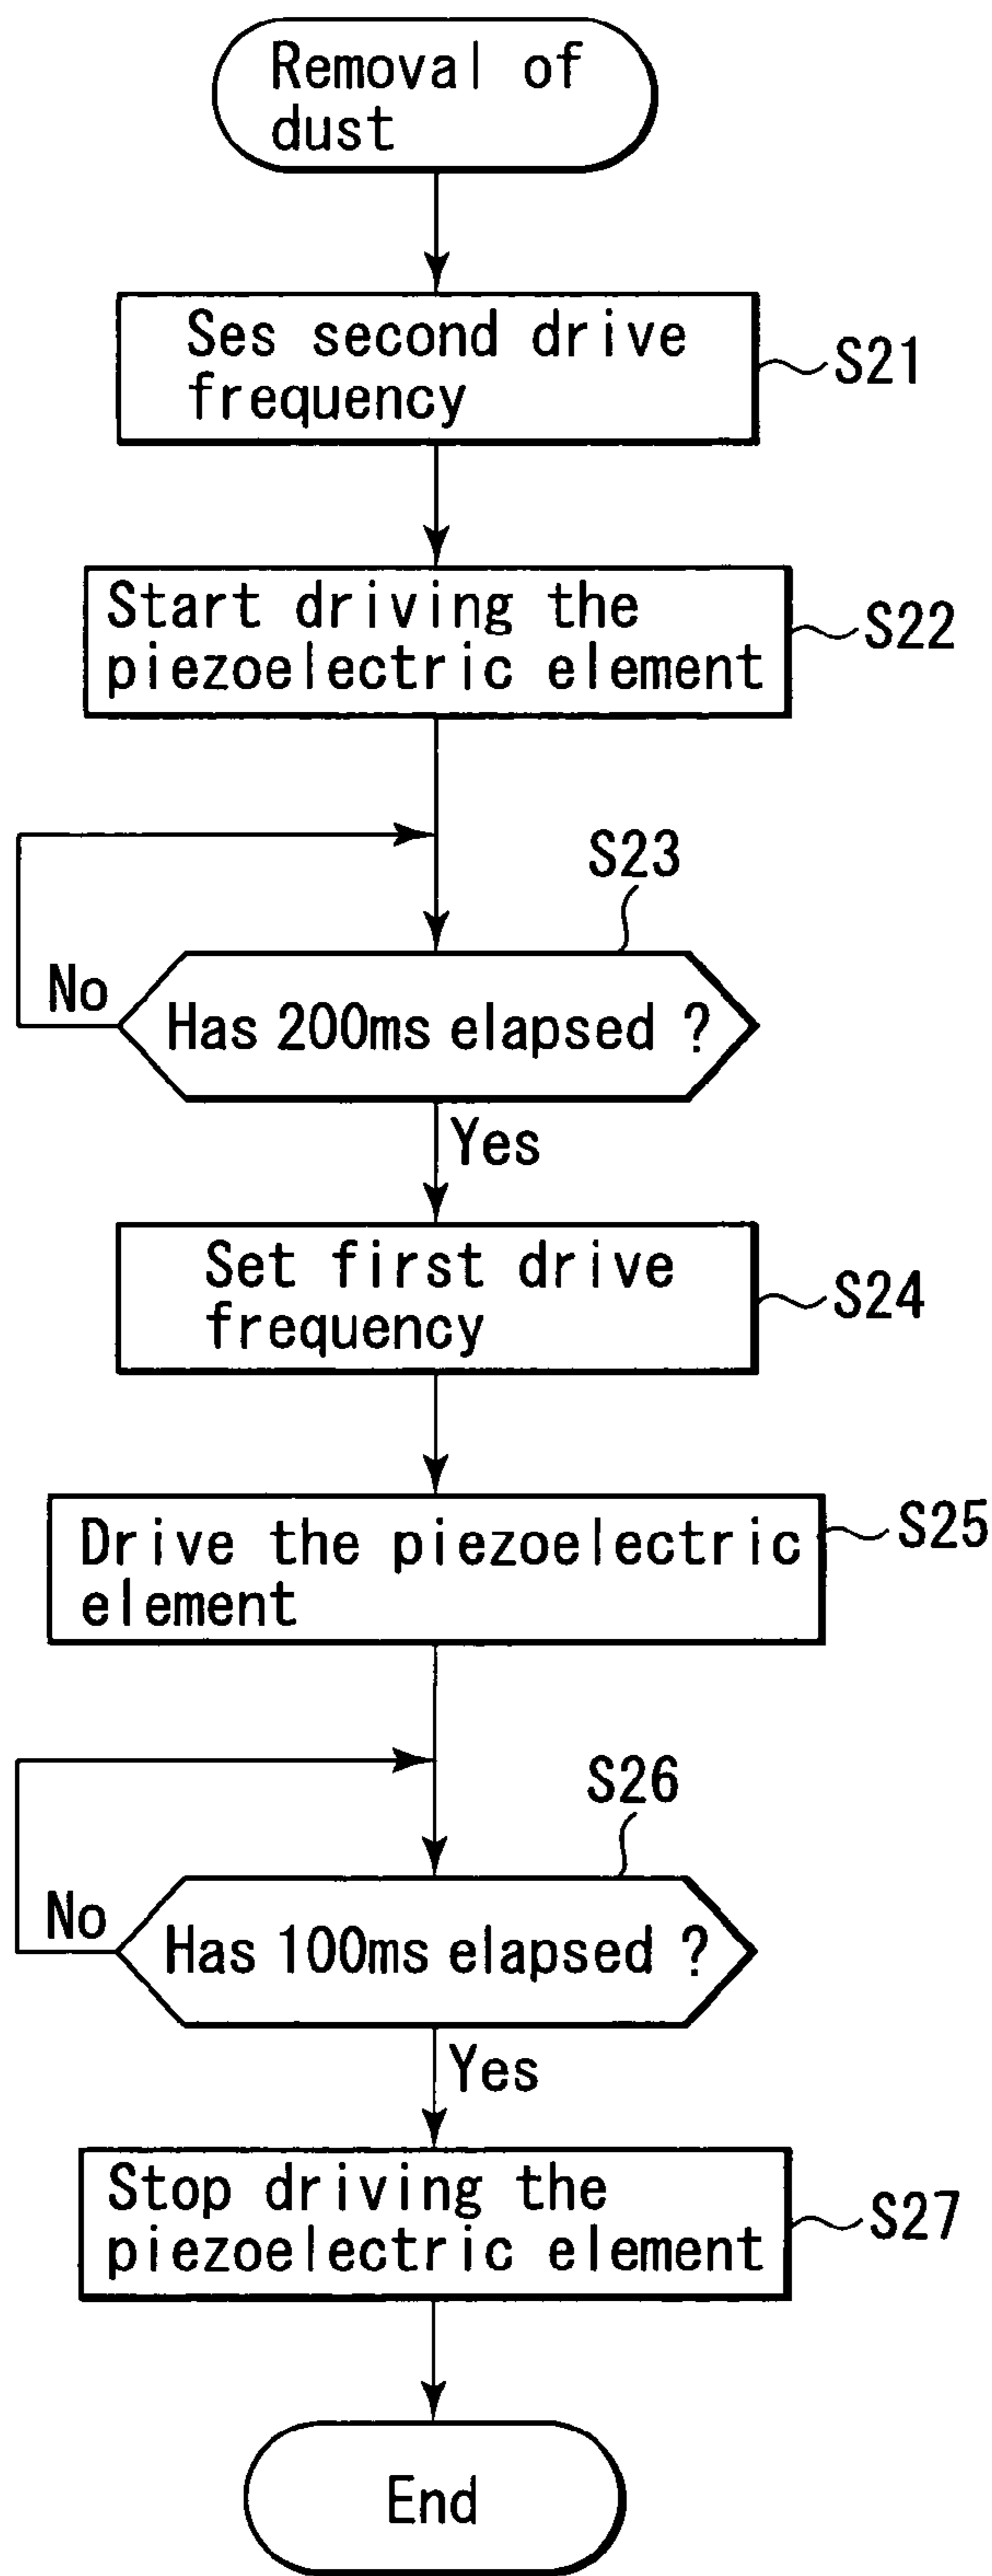 Removal of
dust
Ses second drive
frequency
S21
Start driving the
piezoelectric element
S22
S23
No
Has 200ms elapsed ?
Yes
Set first drive
frequency
S24
Drive the piezoelectric
element
S25
S26
No
Has 100ms elapsed ?
Yes
Stop driving the
piezoelectric element
S27
End